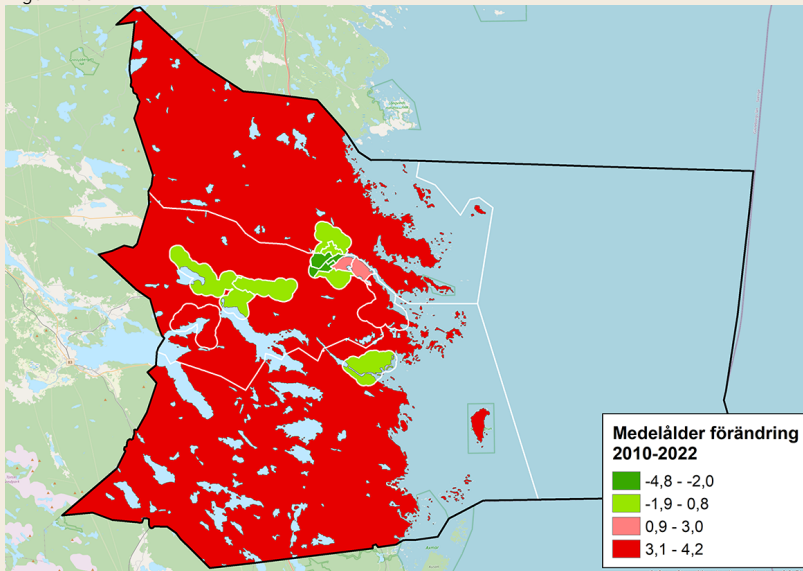 Medelålder förändring
2010-2022
-4,8 - -2,0
-1,9 - 0,8
0,9 - 3,0
3,1 - 4,2